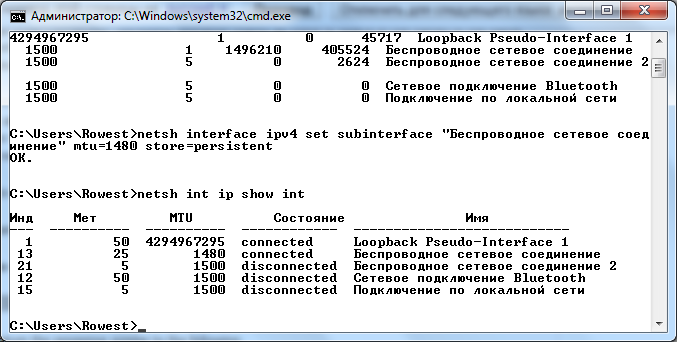 Администратор: C:\Windows\system32\cmd.exe
4294967295 1 0 45717 Loopback Pseudo-Interface 1
1500 1 1496210 405524 Беспроводное сетевое соединение
1500 5 0 2624 Беспроводное сетевое соединение 2
1500 5 0 0 Сетевое подключение Bluetooth
1500 5 0 0 Подключение по локальной сети
C:\Users\Rowest>netsh interface ipv4 set subinterface "Беспроводное сетевое соед
инение" mtu=1480 store=persistent
OK.
C:\Users\Rowest>netsh int ip show int
Инд Мет MTU Состояние Имя
--- ---------- ---------- ------------ ---------------------------
1 50 4294967295 connected Loopback Pseudo-Interface 1
13 25 1480 connected Беспроводное сетевое соединение
21 5 1500 disconnected Беспроводное сетевое соединение 2
12 50 1500 disconnected Сетевое подключение Bluetooth
15 5 1500 disconnected Подключение по локальной сети
C:\Users\Rowest>_